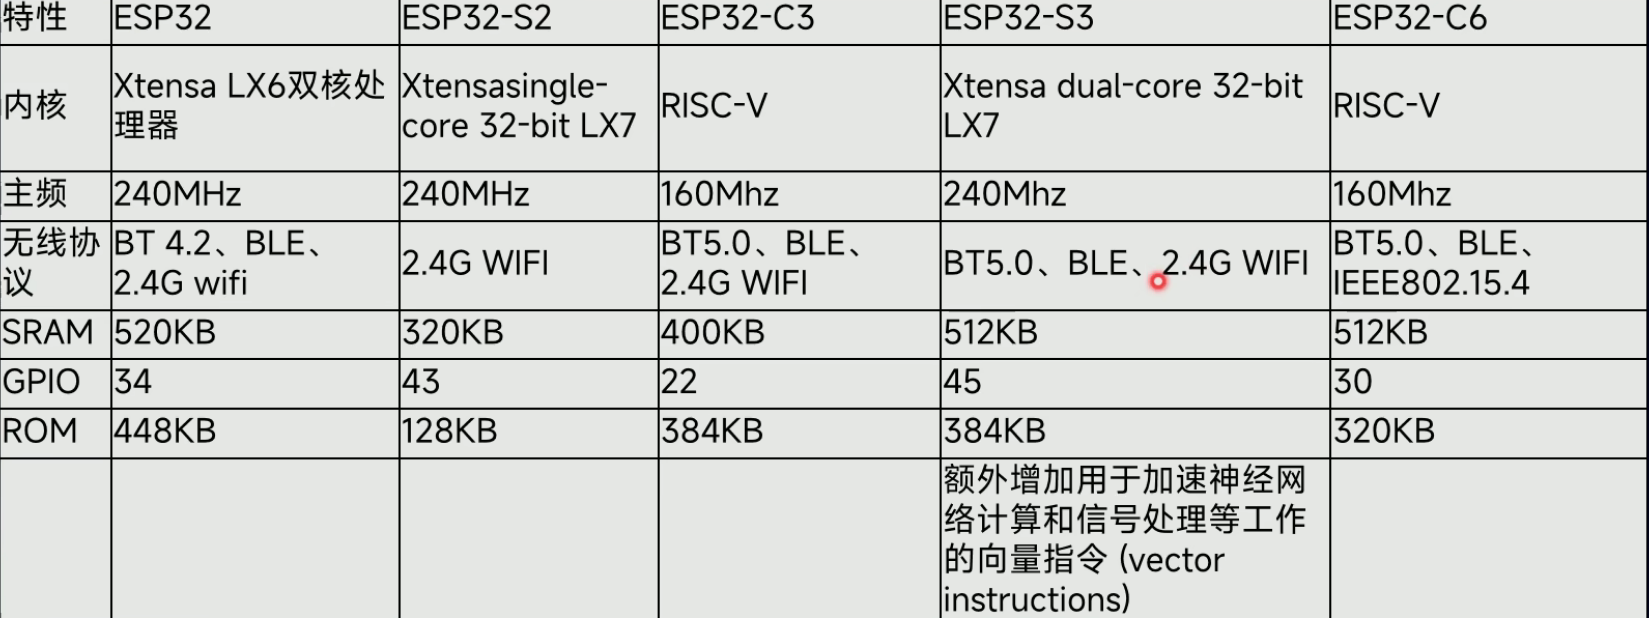 特性 ESP32 ESP32-S2 ESP32-C3 ESP32-S3 ESP32-C6
内核
Xtensa LX6双核处
理器
Xtensasingle-
core 32-bit LX7
RISC-V
Xtensa dual-core 32-bit
LX7
RISC-V
主频 240MHz 240MHz 160Mhz 240Mhz 160Mhz
无线协
议
BT 4.2、BLE、
2.4G wifi
2.4G WIFI
BT5.0、BLE、
2.4G WIFI
BT5.0、BLE、2.4G WIFI
BT5.0、BLE、
IEEE802.15.4
SRAM 520KB 320KB 400KB 512KB 512KB
GPIO 34 43 22 45 30
ROM 448KB 128KB 384KB 384KB 320KB
额外增加用于加速神经网
络计算和信号处理等工作
的向量指令 (vector
instructions)